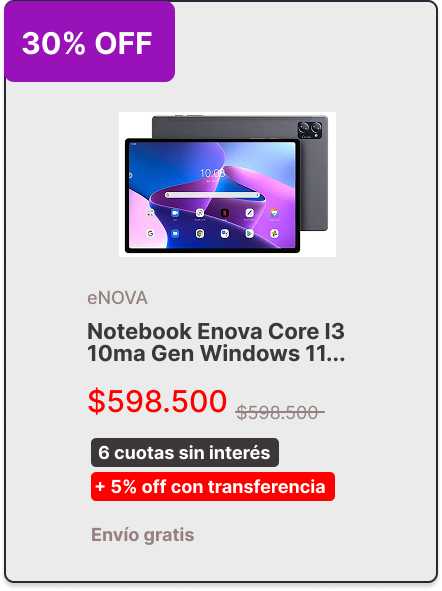 30% OFF
10:08
eNOVA
Notebook Enova Core I3
10ma Gen Windows 11...
$598.500 $598.500
6 cuotas sin interés
+ 5% off con transferencia
Envío gratis